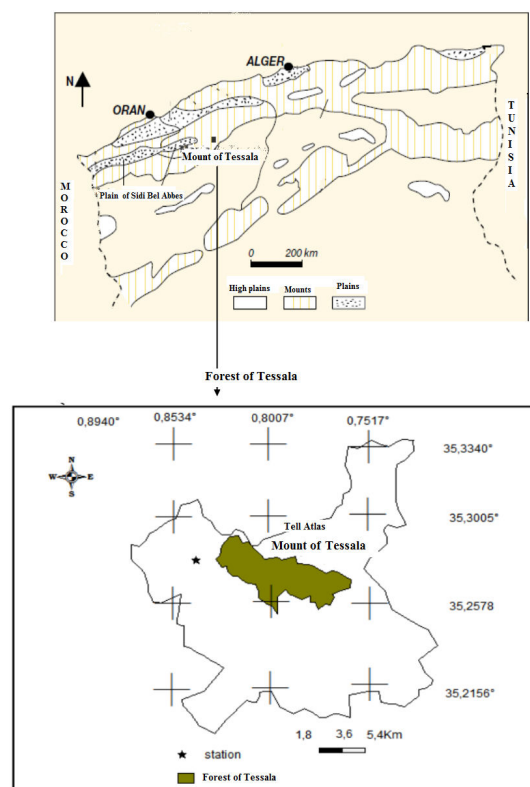 ALGER
N
ORAN
TUNISIA
Mount of Tessala
MOROCCO
Plain of Sidi Bel Abbes
0 200 km
High plains Mounts Plains
Forest of Tessala
0,8940° 0,8534° 0,8007° 0,7517°
35,3340°
N
W E
S
35,3005°
Tell Atlas
Mount of Tessala
35,2578
35,2156°
1,8 3,6 5,4Km
station
Forest of Tessala